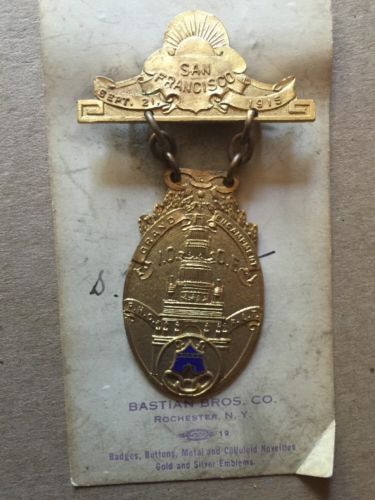 SAN
FRANCISCO
SEPT. 21, 1915
GRAND ENCAMPMENT
I.O.O.F.
BASTIAN BROS. CO.
ROCHESTER, N.Y.
19
Badges, Buttons, Metal and Celluloid Novelties
Gold and Silver Emblems